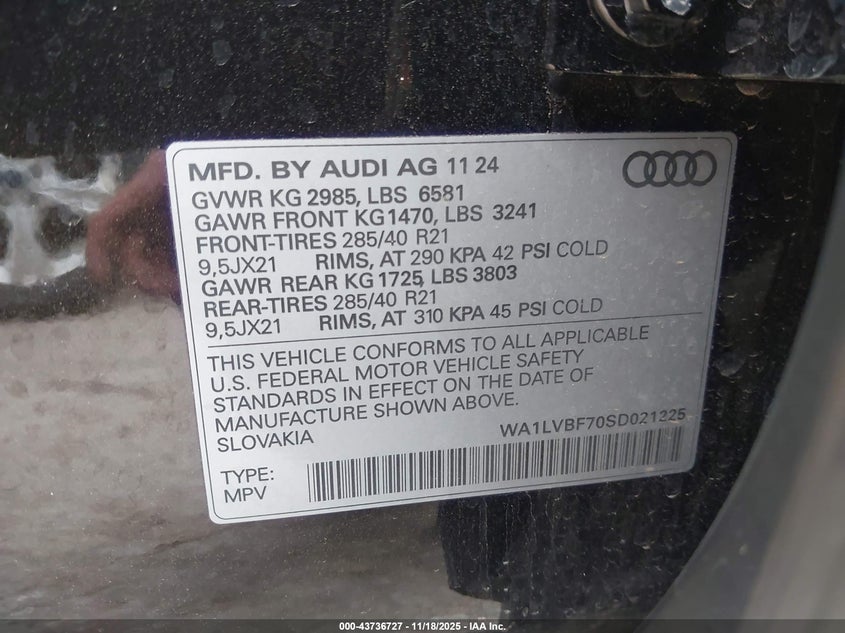 MFD. BY AUDI AG 11 24
GVWR KG 2985, LBS 6581
GAWR FRONT KG1470, LBS 3241
FRONT-TIRES 285/40 R21
9,5JX21 RIMS, AT 290 KPA 42 PSI COLD
GAWR REAR KG 1725, LBS 3803
REAR-TIRES 285/40 R21
9,5JX21 RIMS, AT 310 KPA 45 PSI COLD
THIS VEHICLE CONFORMS TO ALL APPLICABLE
U.S. FEDERAL MOTOR VEHICLE SAFETY
STANDARDS IN EFFECT ON THE DATE OF
MANUFACTURE SHOWN ABOVE.
SLOVAKIA
WA1LVBF70SD021225
TYPE:
MPV
000-43736727 - 11/18/2025 - IAA Inc.